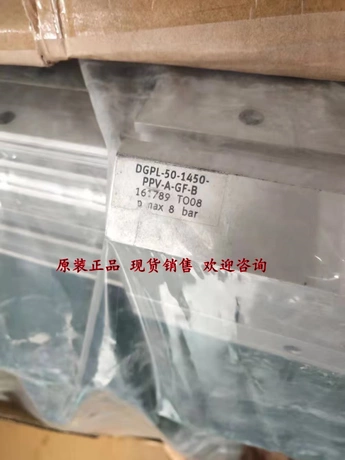 DGPL-50-1450-
PPV-A-GF-B
161789 T008
p max 8 bar
原装正品 现货销售 欢迎咨询